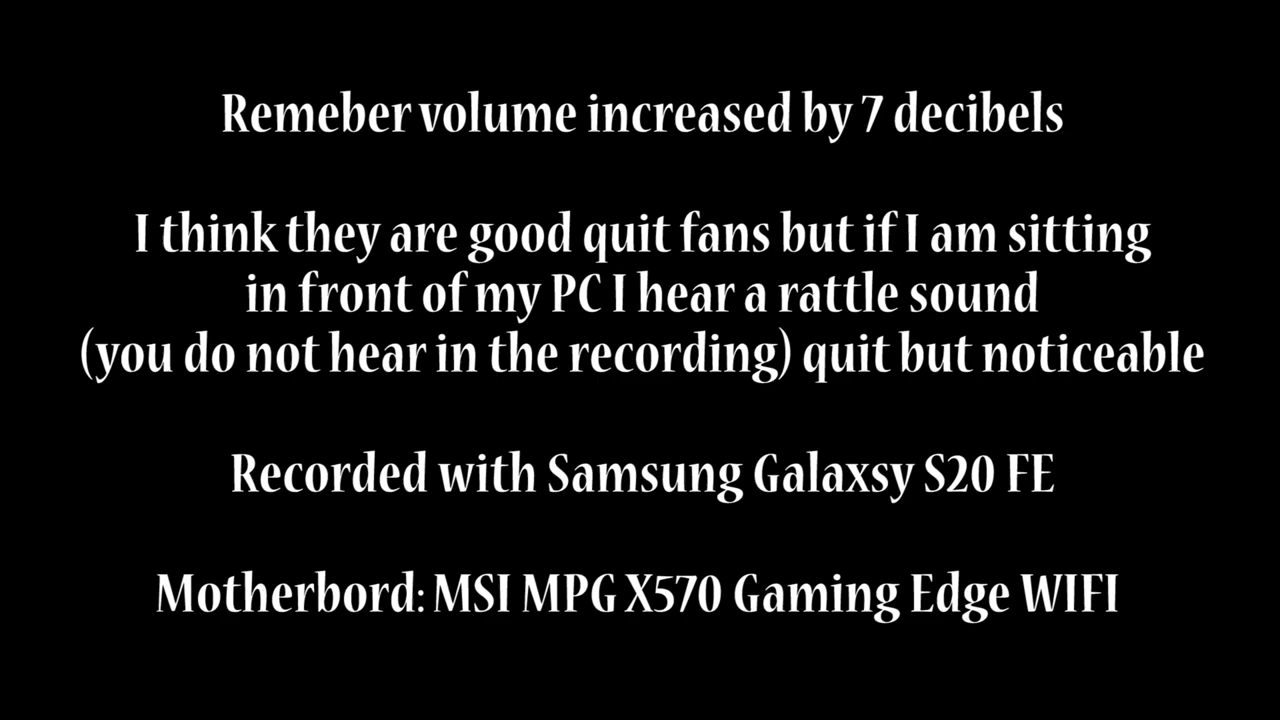 Remeber volume increased by 7 decibels
I think they are good quit fans but if I am sitting
in front of my PC I hear a rattle sound
(you do not hear in the recording) quit but noticeable
Recorded with Samsung Galaxsy S20 FE
Motherbord: MSI MPG X570 Gaming Edge WIFI